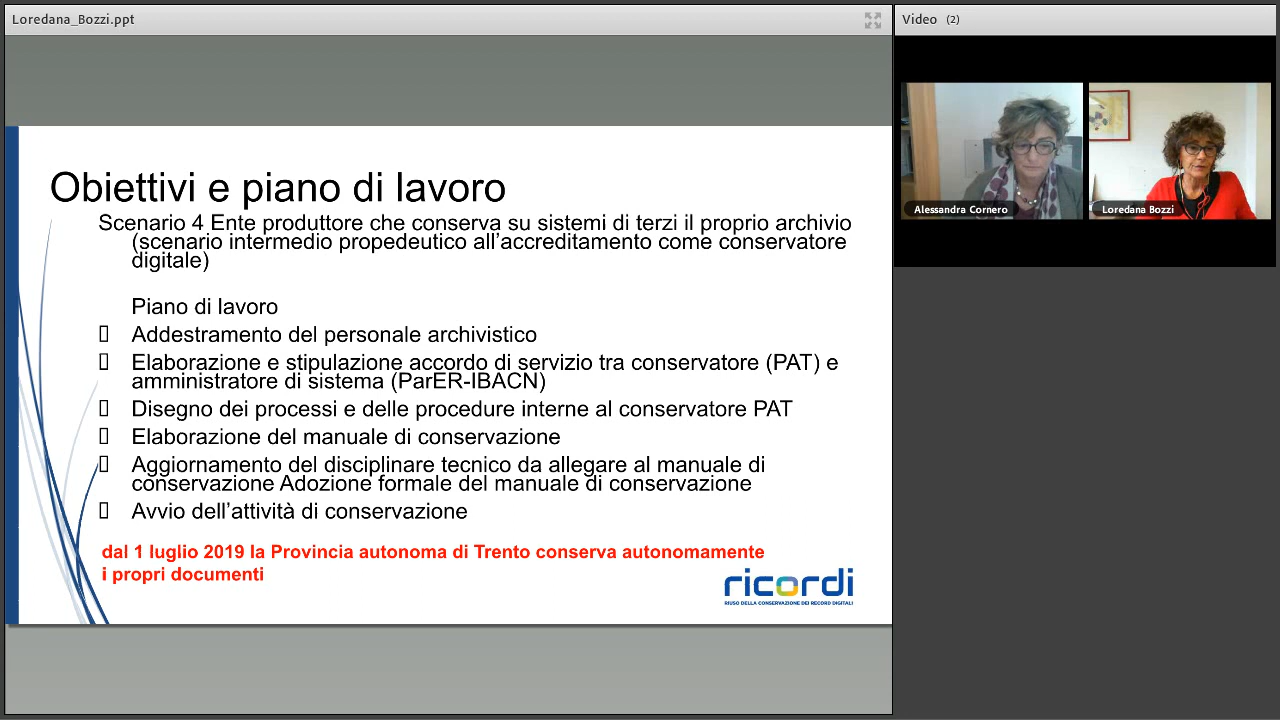 Loredana_Bozzi.ppt
Video (2)
Alessandra Cornero
Loredana Bozzi
Obiettivi e piano di lavoro
Scenario 4 Ente produttore che conserva su sistemi di terzi il proprio archivio
(scenario intermedio propedeutico all’accreditamento come conservatore
digitale)
Piano di lavoro
Addestramento del personale archivistico
Elaborazione e stipulazione accordo di servizio tra conservatore (PAT) e
amministratore di sistema (ParER-IBACN)
Disegno dei processi e delle procedure interne al conservatore PAT
Elaborazione del manuale di conservazione
Aggiornamento del disciplinare tecnico da allegare al manuale di
conservazione Adozione formale del manuale di conservazione
Avvio dell’attività di conservazione
dal 1 luglio 2019 la Provincia autonoma di Trento conserva autonomamente
i propri documenti
ricordi
RIUSO DELLA CONSERVAZIONE DEI RECORD DIGITALI